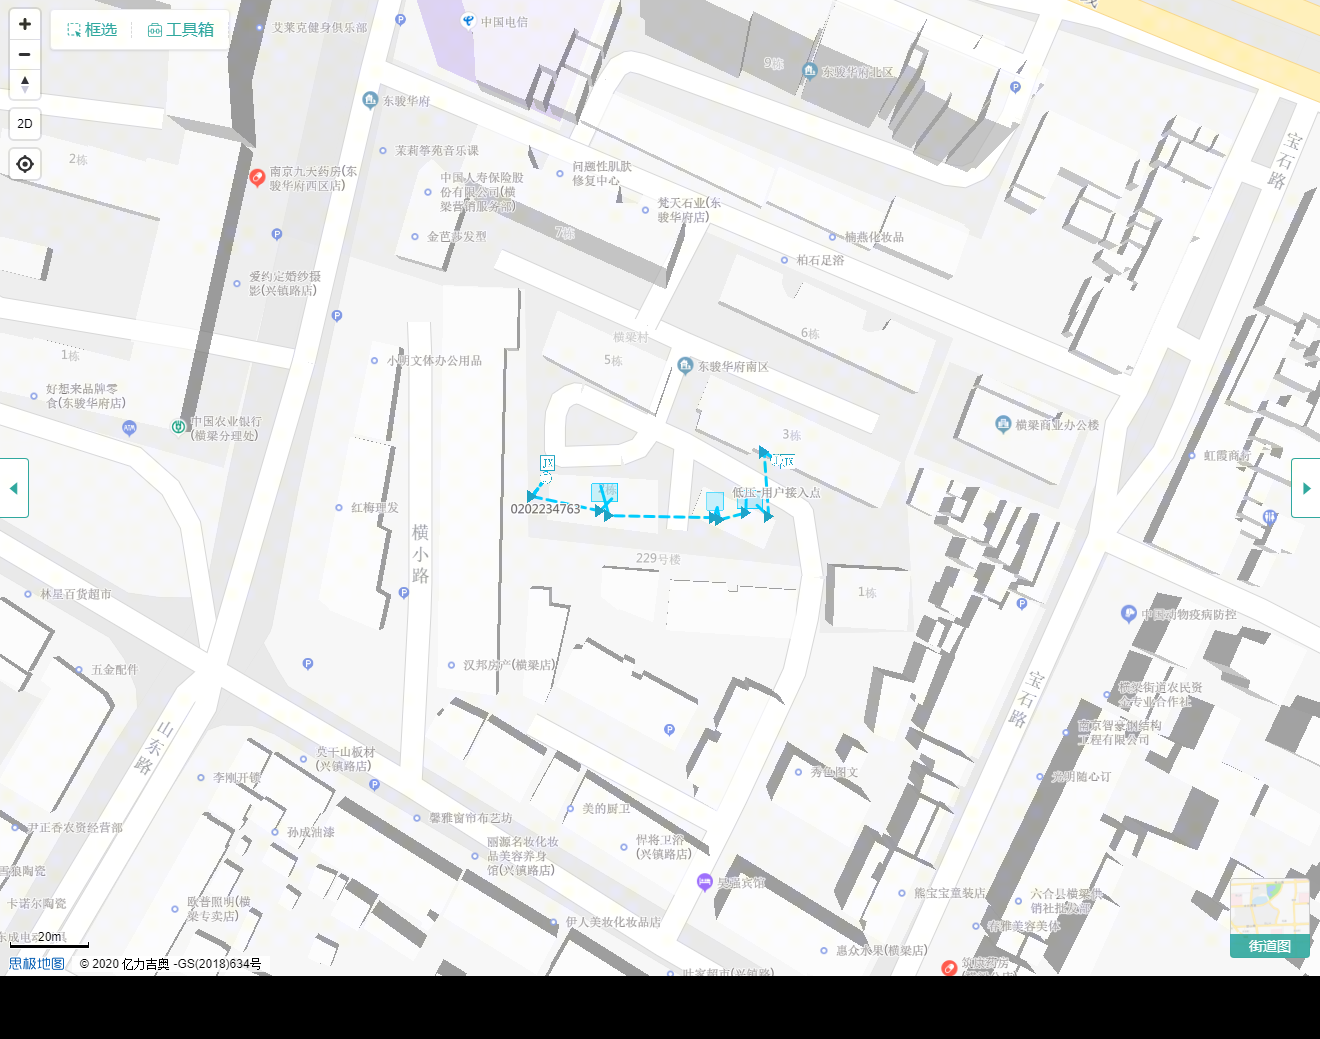 框选
工具箱
2D
艾莱克健身俱乐部
中国电信
9栋
东骏华府北区
东骏华府
宝石路
2栋
茉莉筝苑音乐课
问题性肌肤
修复中心
南京九天药房(东
骏华府西区店)
中国人寿保险股
份有限公司(横
梁营销服务部)
梵天石业(东
骏华府店)
7栋
金芭莎发型
楠燕化妆品
柏石足浴
爱约定婚纱摄
影(兴镇路店)
横梁村
6栋
1栋
小明文体办公用品
5栋
东骏华府南区
好想来品牌零
食(东骏华府店)
ATM
中国农业银行
(横梁分理处)
3栋
横梁商业办公楼
虹霞商行
JX
低压-用户接入点
0202234763
红梅理发
横小路
229号楼
1栋
林星百货超市
中国动物疫病防控
五金配件
汉邦房产(横梁店)
横梁街道农民资
金专业合作社
宝石路
南京智豪钢结构
工程有限公司
山东路
莫干山板材
(兴镇路店)
李刚开锁
秀鱼图文
光明随心订
美的厨卫
馨雅窗帘布艺坊
尹正香农资经营部
孙成油漆
丽源名妆化妆
品美容养身
馆(兴镇路店)
悍将卫浴
(兴镇路店)
昊强宾馆
雪狼陶瓷
卡诺尔陶瓷
欧普照明(横
梁专卖店)
熊宝宝童装店
六合县横梁供
销社批发部
春雅美容美体
伊人美妆化妆品店
惠众水果(横梁店)
20m
街道图
思极地图
© 2020 亿力吉奥 -GS(2018)634号
叶家超市(兴镇路)